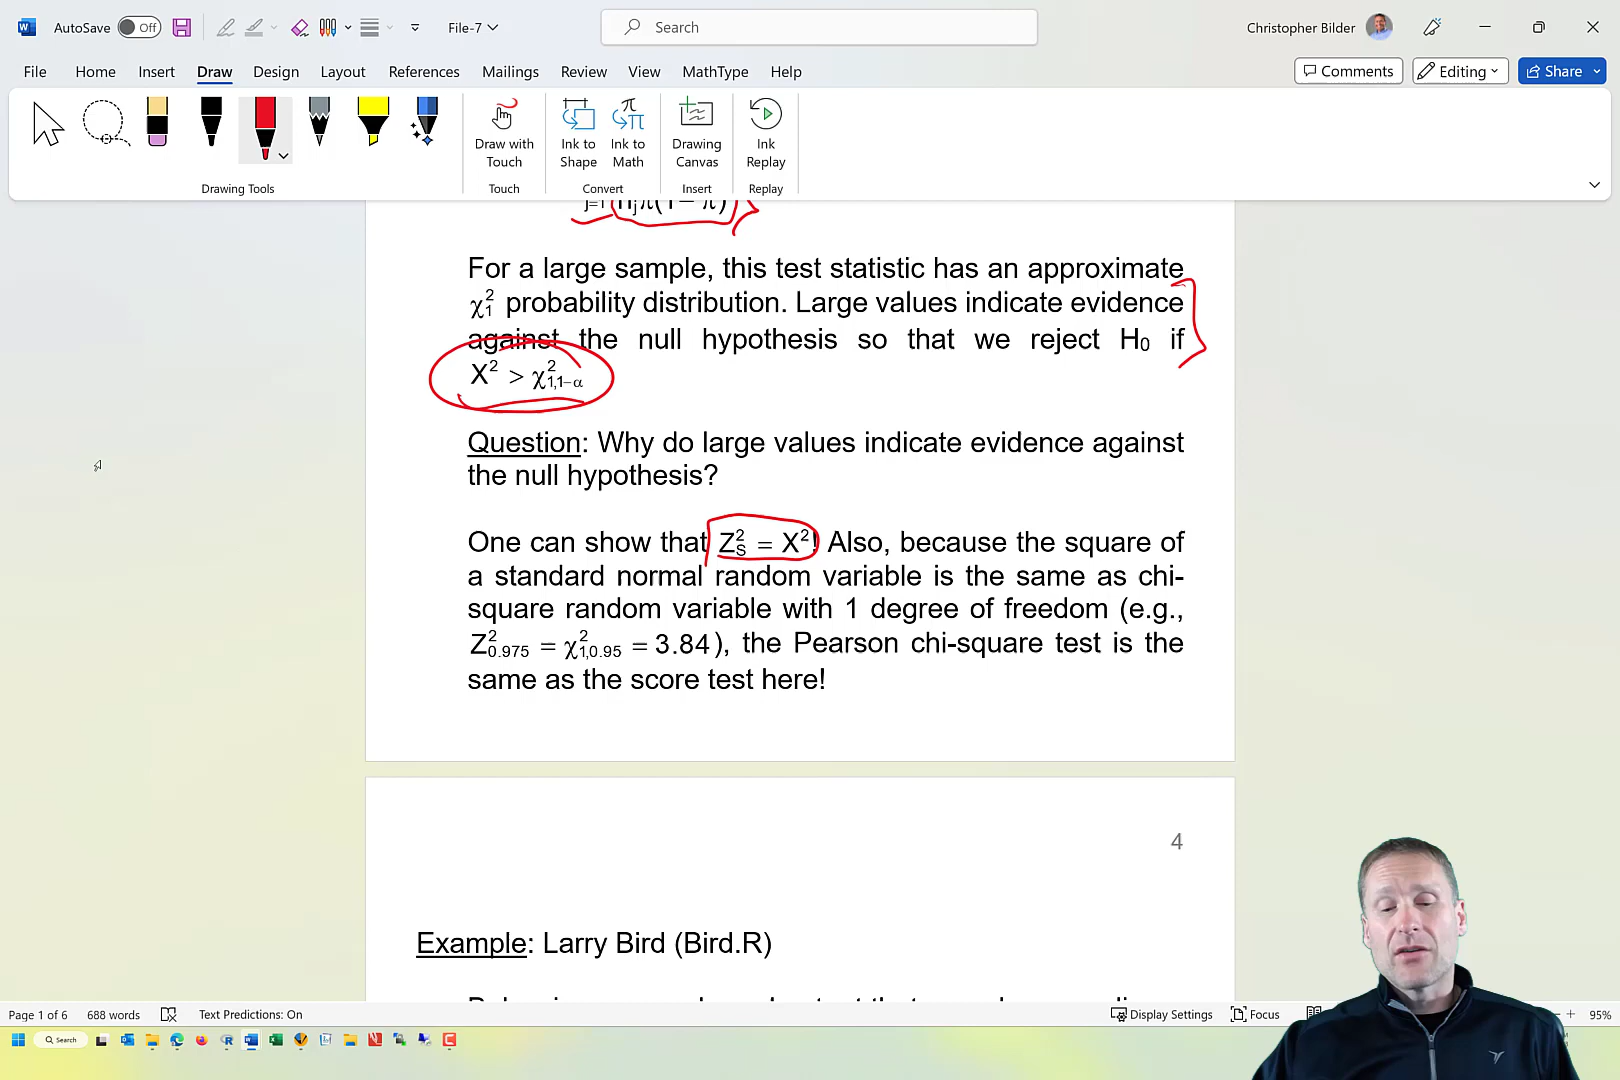 AutoSave Off File-7 Search Christopher Bilder
File Home Insert Draw Design Layout References Mailings Review View MathType Help Comments Editing Share
Draw with Touch
Ink to Shape
Ink to Math
Drawing Canvas
Ink Replay
Drawing Tools Touch Convert Insert Replay
j=1 n_j π(1− π)
For a large sample, this test statistic has an approximate
χ²₁ probability distribution. Large values indicate evidence
against the null hypothesis so that we reject H₀ if
X² > χ²₁,₁₋α
Question: Why do large values indicate evidence against
the null hypothesis?
One can show that Z²_S = X²! Also, because the square of
a standard normal random variable is the same as chi-
square random variable with 1 degree of freedom (e.g.,
Z²₀.₉₇₅ = χ²₁,₀.₉₅ = 3.84), the Pearson chi-square test is the
same as the score test here!
4
Example: Larry Bird (Bird.R)
Page 1 of 6 688 words Text Predictions: On Display Settings Focus 95%
Search